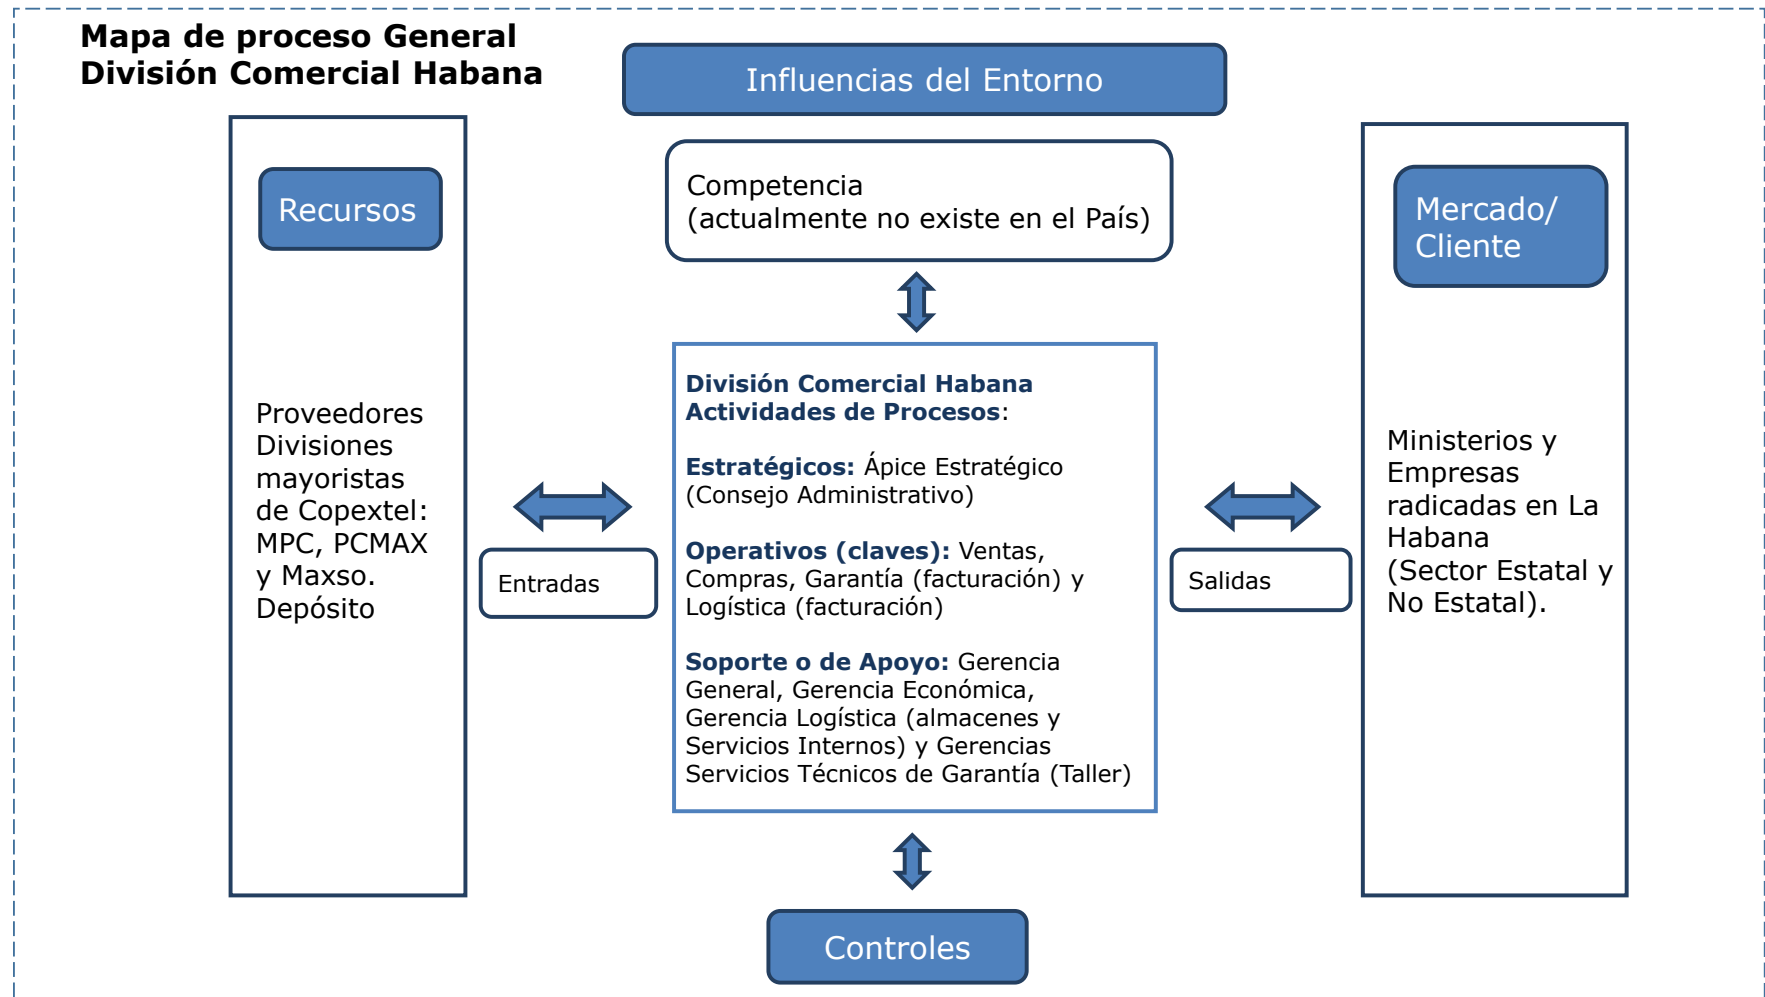 Mapa de proceso General
División Comercial Habana
Influencias del Entorno
Recursos
Competencia
(actualmente no existe en el País)
Mercado/
Cliente
Proveedores
Divisiones
mayoristas
de Copextel:
MPC, PCMAX
y Maxso.
Depósito
Entradas
División Comercial Habana
Actividades de Procesos:
Estratégicos: Ápice Estratégico
(Consejo Administrativo)
Operativos (claves): Ventas,
Compras, Garantía (facturación) y
Logística (facturación)
Soporte o de Apoyo: Gerencia
General, Gerencia Económica,
Gerencia Logística (almacenes y
Servicios Internos) y Gerencias
Servicios Técnicos de Garantía (Taller)
Salidas
Ministerios y
Empresas
radicadas en La
Habana
(Sector Estatal y
No Estatal).
Controles